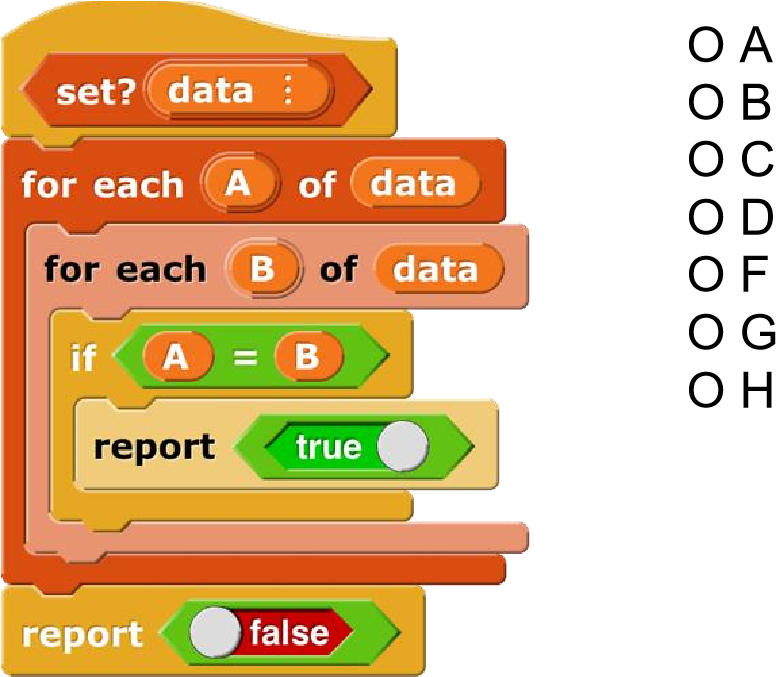 set? data ⋮
for each A of data
for each B of data
if A = B
report true
report false
O A
O B
O C
O D
O F
O G
O H